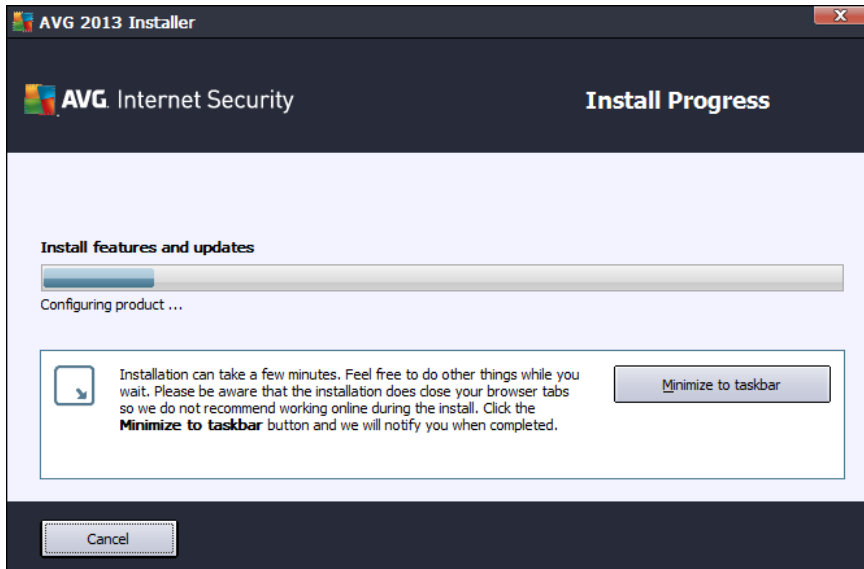 AVG 2013 Installer
X
AVG. Internet Security
Install Progress
Install features and updates
Configuring product ...
Installation can take a few minutes. Feel free to do other things while you
wait. Please be aware that the installation does close your browser tabs
so we do not recommend working online during the install. Click the
Minimize to taskbar button and we will notify you when completed.
Minimize to taskbar
Cancel